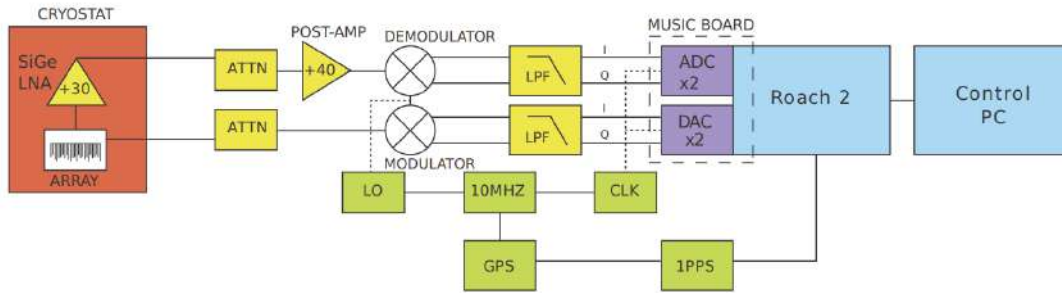 CRYOSTAT
SiGe
LNA
+30
ARRAY
ATTN
ATTN
POST-AMP
+40
DEMODULATOR
MODULATOR
LPF
I
Q
LPF
I
Q
MUSIC BOARD
ADC
x2
DAC
x2
Roach 2
Control
PC
LO
10MHZ
CLK
GPS
1PPS